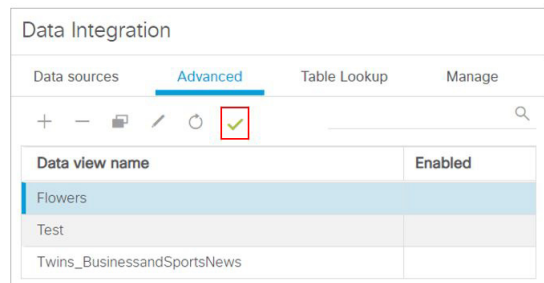 Data Integration
Data sources Advanced Table Lookup Manage
Data view name Enabled
Flowers
Test
Twins_BusinessandSportsNews